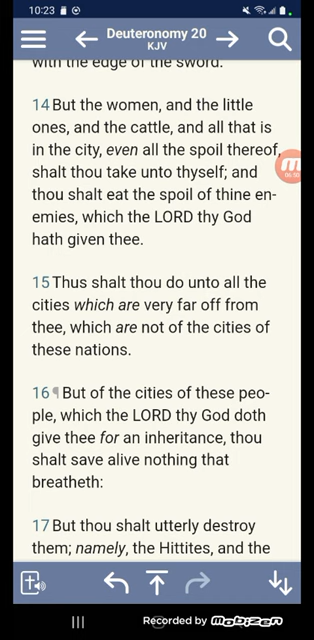 10:23
Deuteronomy 20
KJV
with the edge of the sword.
14 But the women, and the little
ones, and the cattle, and all that is
in the city, even all the spoil thereof,
shalt thou take unto thyself; and
thou shalt eat the spoil of thine en-
emies, which the LORD thy God
hath given thee.
15 Thus shalt thou do unto all the
cities which are very far off from
thee, which are not of the cities of
these nations.
16 ¶ But of the cities of these peo-
ple, which the LORD thy God doth
give thee for an inheritance, thou
shalt save alive nothing that
breatheth:
17 But thou shalt utterly destroy
them; namely, the Hittites, and the
Recorded by mobizen